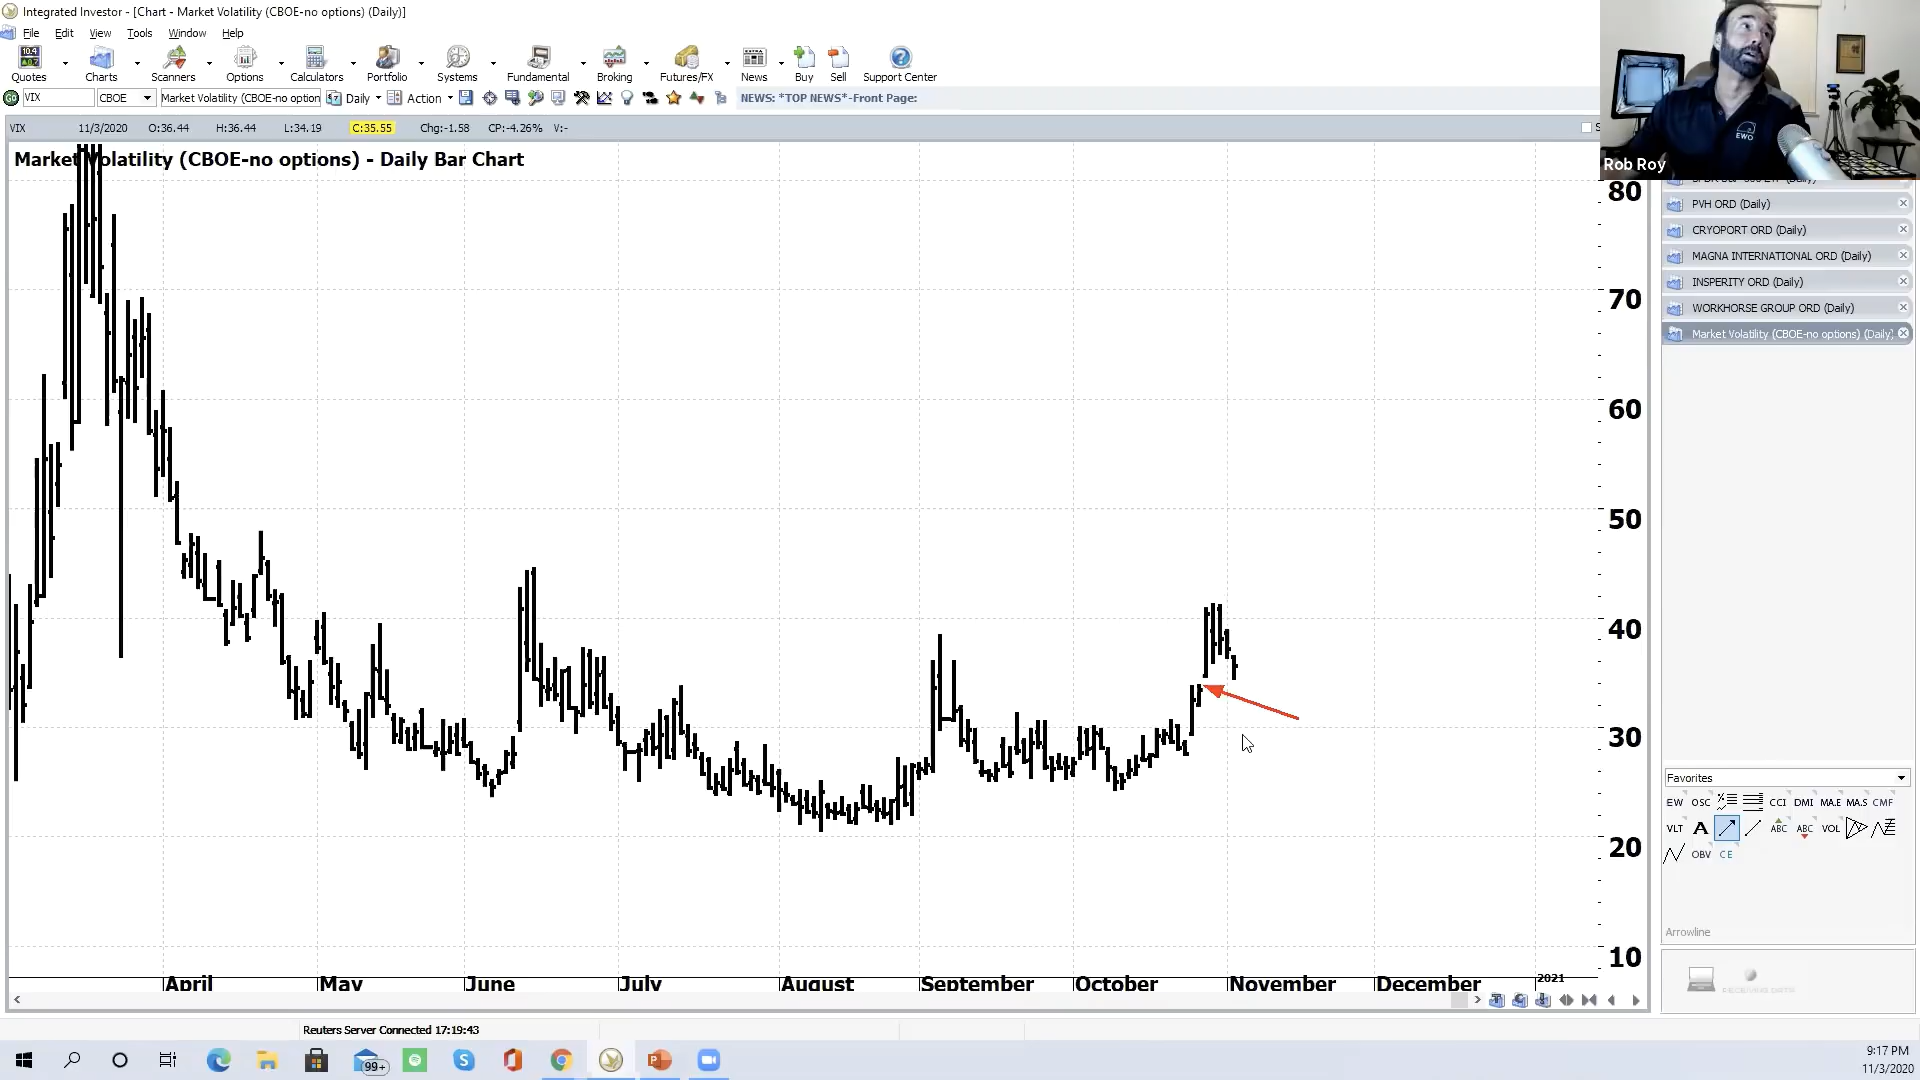 Integrated Investor - [Chart - Market Volatility (CBOE-no options) (Daily)]
File Edit View Tools Window Help
Quotes Charts Scanners Options Calculators Portfolio Systems Fundamental Broking Futures/FX News Buy Sell Support Center
VIX CBOE Market Volatility (CBOE-no option Daily Action NEWS: *TOP NEWS*-Front Page:
VIX 11/3/2020 O:36.44 H:36.44 L:34.19 C:35.55 Chg:-1.58 CP:-4.26% V:-
Market Volatility (CBOE-no options) - Daily Bar Chart
EWO
Rob Roy
PVH ORD (Daily)
CRYOPORT ORD (Daily)
MAGNA INTERNATIONAL ORD (Daily)
INSPERITY ORD (Daily)
WORKHORSE GROUP ORD (Daily)
Market Volatility (CBOE-no options) (Daily)
80
70
60
50
40
30
20
10
April May June July August September October November December 2021
Favorites
EW OSC CCI DMI MA.E MA.S CMF
VLT A ABC ABC VOL
OBV CE
Arrowline
Reuters Server Connected 17:19:43
99+
9:17 PM
11/3/2020